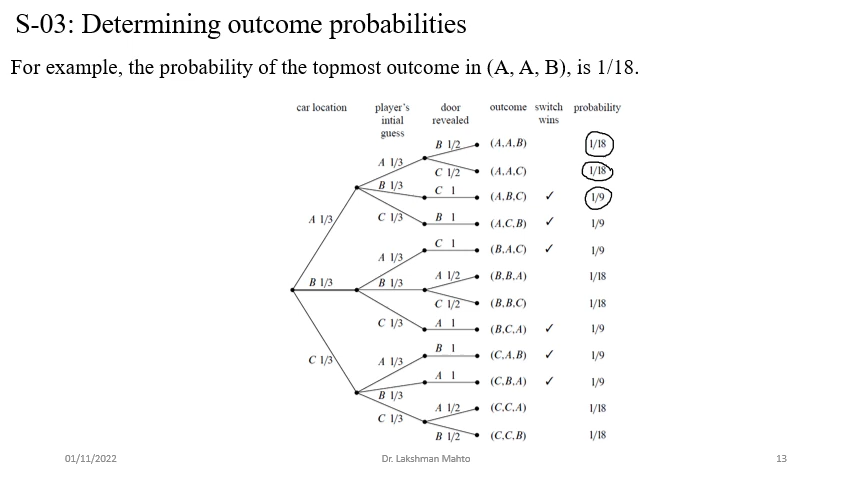 S-03: Determining outcome probabilities
For example, the probability of the topmost outcome in (A, A, B), is 1/18.
car location player's intial guess door revealed outcome switch wins probability
B 1/2 (A,A,B) 1/18
A 1/3
C 1/2 (A,A,C) 1/18
B 1/3 C 1 (A,B,C) ✓ 1/9
A 1/3 C 1/3 B 1 (A,C,B) ✓ 1/9
C 1 (B,A,C) ✓ 1/9
A 1/3
B 1/3 B 1/3 A 1/2 (B,B,A) 1/18
C 1/2 (B,B,C) 1/18
C 1/3 A 1 (B,C,A) ✓ 1/9
B 1 (C,A,B) ✓ 1/9
C 1/3 A 1/3
A 1 (C,B,A) ✓ 1/9
B 1/3
A 1/2 (C,C,A) 1/18
C 1/3
B 1/2 (C,C,B) 1/18
01/11/2022 Dr. Lakshman Mahto 13